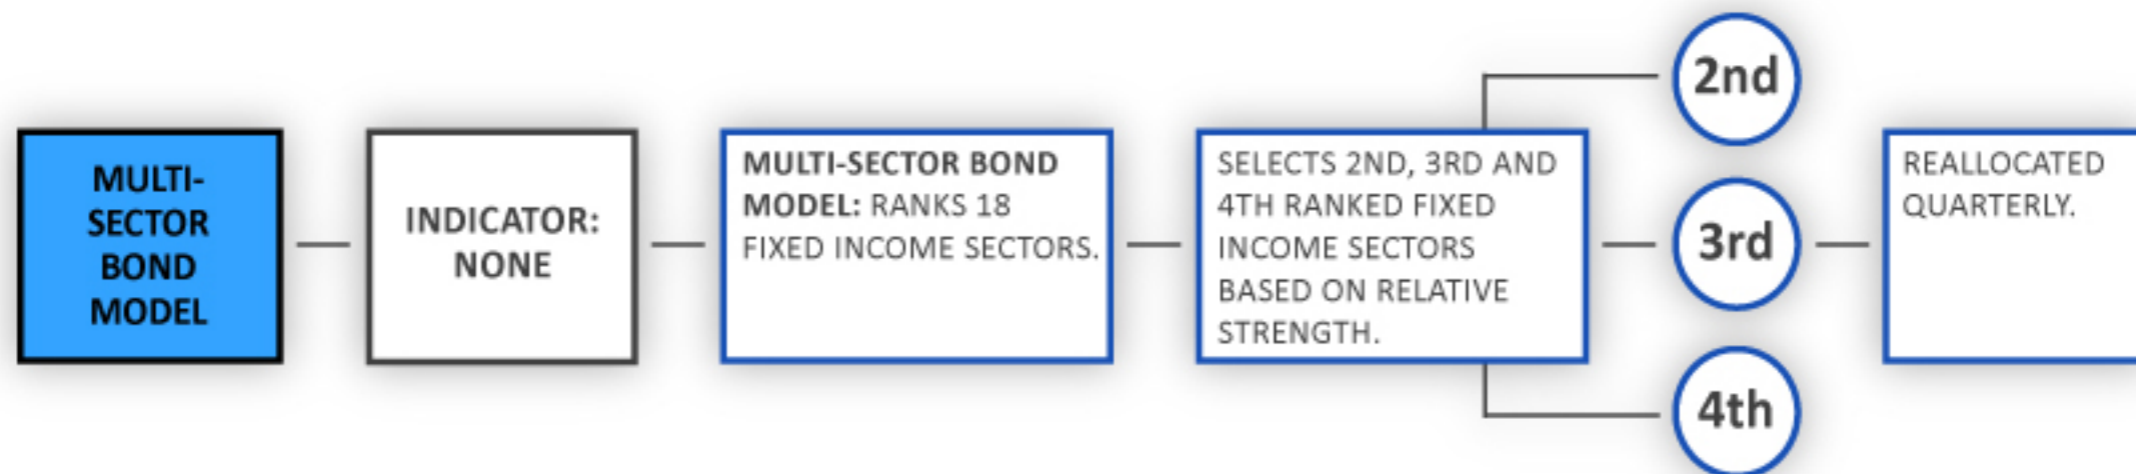 MULTI-
SECTOR
BOND
MODEL
INDICATOR:
NONE
MULTI-SECTOR BOND
MODEL: RANKS 18
FIXED INCOME SECTORS.
SELECTS 2ND, 3RD AND
4TH RANKED FIXED
INCOME SECTORS
BASED ON RELATIVE
STRENGTH.
2nd
3rd
4th
REALLOCATED
QUARTERLY.